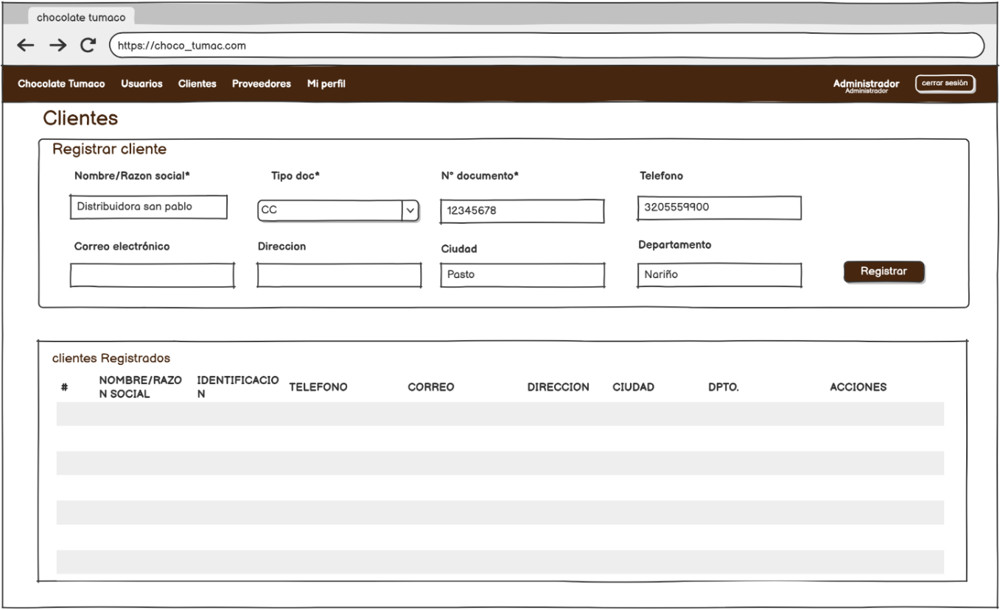 chocolate tumaco
https://choco_tumac.com
Chocolate Tumaco Usuarios Clientes Proveedores Mi perfil Administrador cerrar sesión
Administrador
Clientes
Registrar cliente
Nombre/Razon social* Tipo doc* N° documento* Telefono
Distribuidora san pablo CC 12345678 3205559900
Correo electrónico Direccion Ciudad Departamento
Pasto Nariño Registrar
clientes Registrados
# NOMBRE/RAZO IDENTIFICACIO TELEFONO CORREO DIRECCION CIUDAD DPTO. ACCIONES
N SOCIAL N